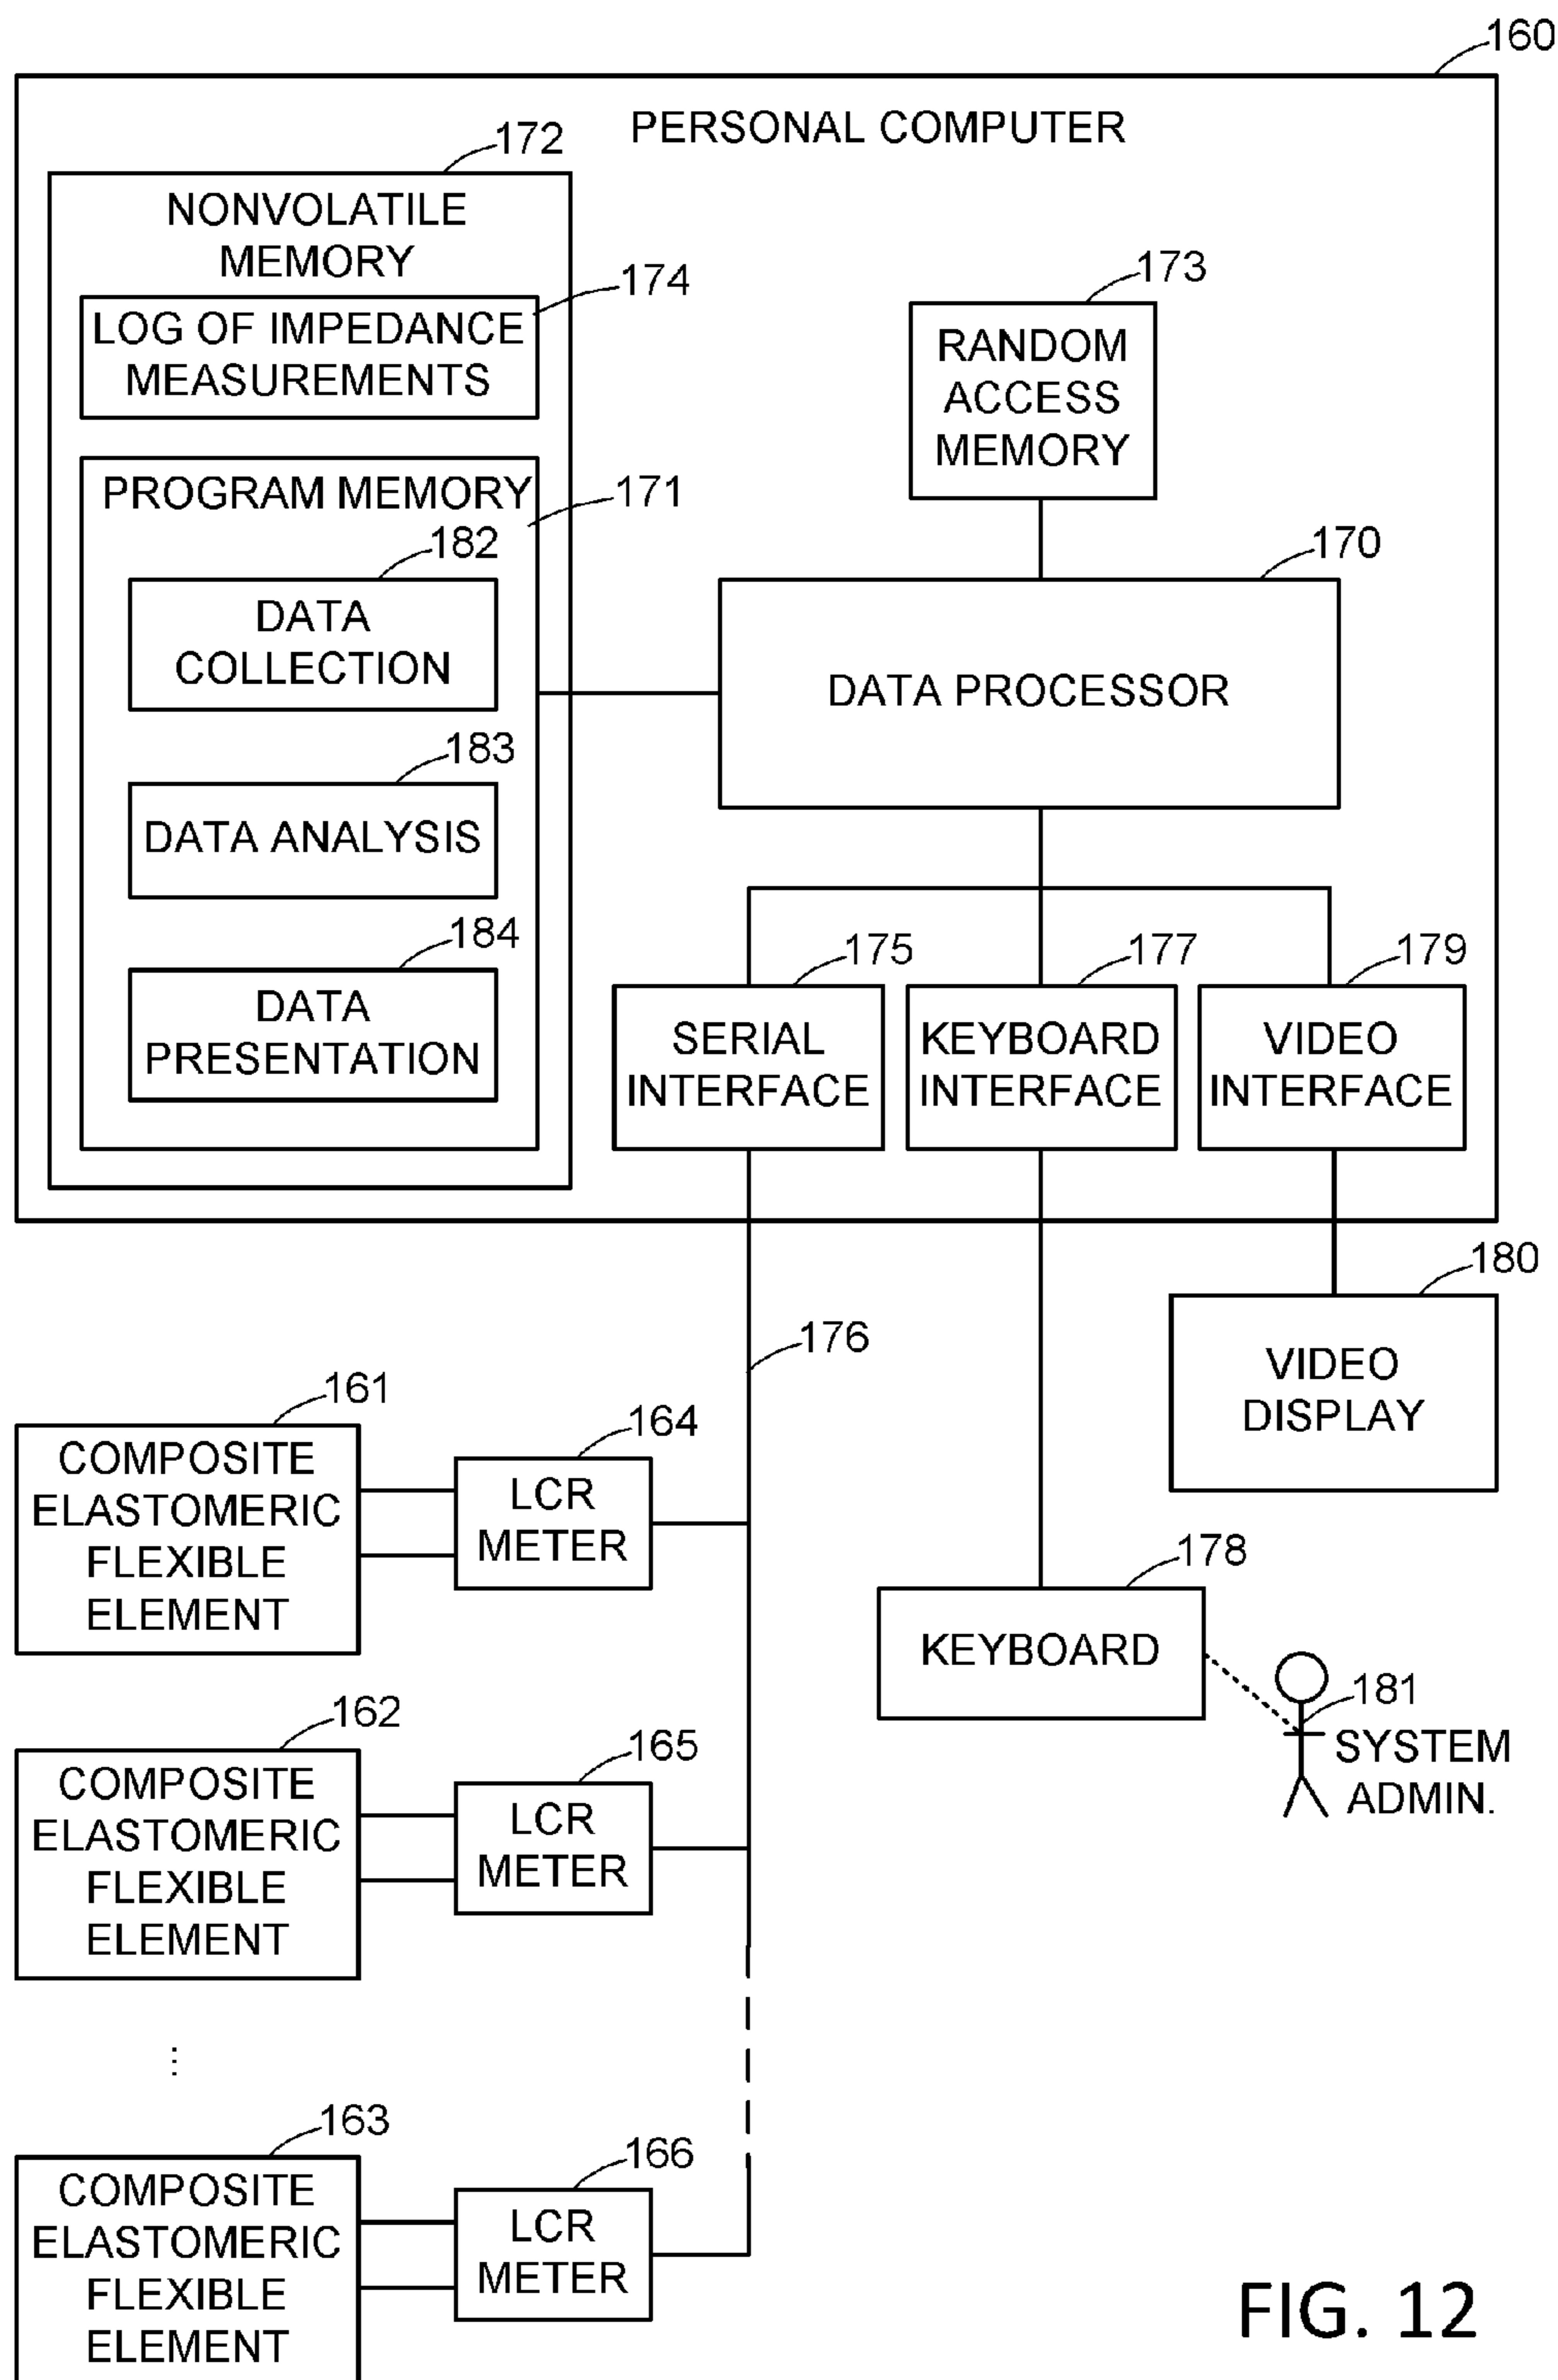 160
PERSONAL COMPUTER
172
NONVOLATILE
MEMORY
174
LOG OF IMPEDANCE
MEASUREMENTS
173
RANDOM
ACCESS
MEMORY
PROGRAM MEMORY
171
182
DATA
COLLECTION
170
DATA PROCESSOR
183
DATA ANALYSIS
184
DATA
PRESENTATION
175
SERIAL
INTERFACE
177
KEYBOARD
INTERFACE
179
VIDEO
INTERFACE
180
VIDEO
DISPLAY
176
161
COMPOSITE
ELASTOMERIC
FLEXIBLE
ELEMENT
164
LCR
METER
178
KEYBOARD
181
SYSTEM
ADMIN.
162
COMPOSITE
ELASTOMERIC
FLEXIBLE
ELEMENT
165
LCR
METER
...
163
COMPOSITE
ELASTOMERIC
FLEXIBLE
ELEMENT
166
LCR
METER
FIG. 12